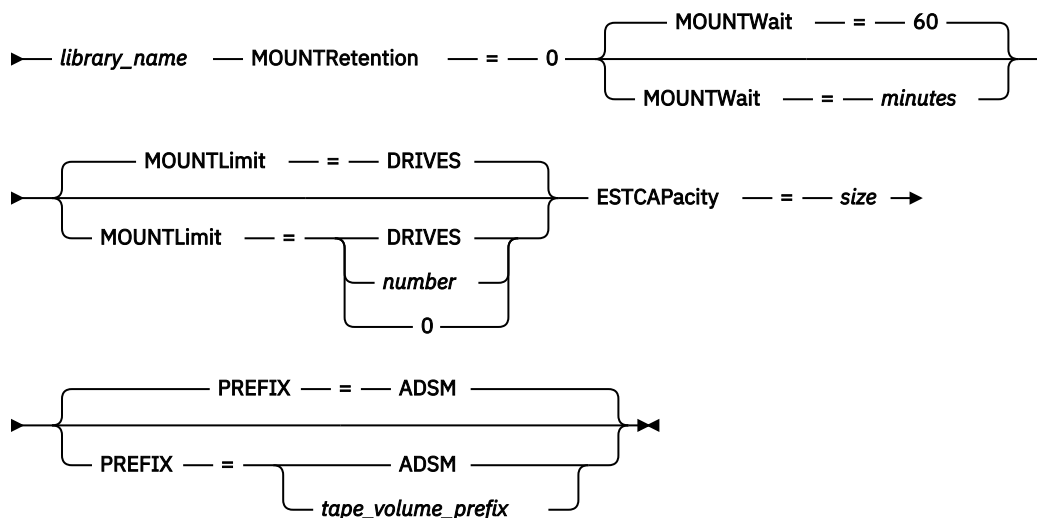 MOUNTWait = 60
library_name MOUNTRetention = 0
MOUNTWait = minutes
MOUNTLimit = DRIVES
ESTCAPacity = size
MOUNTLimit = DRIVES
number
0
PREFIX = ADSM
PREFIX = ADSM
tape_volume_prefix